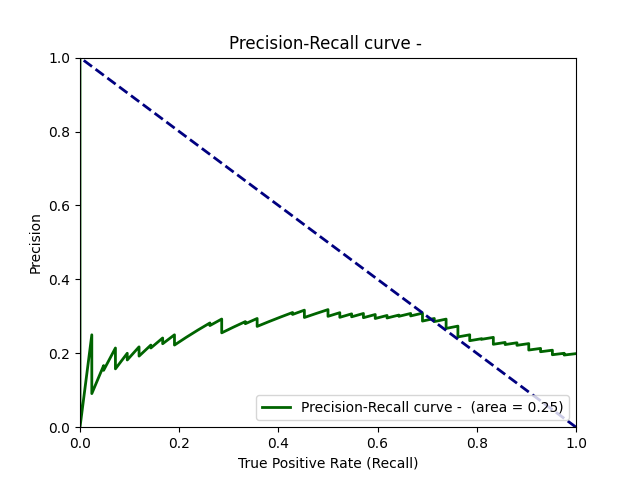 Precision-Recall curve -
1.0
0.8
0.6
0.4
0.2
0.0
Precision
Precision-Recall curve -  (area = 0.25)
0.0 0.2 0.4 0.6 0.8 1.0
True Positive Rate (Recall)